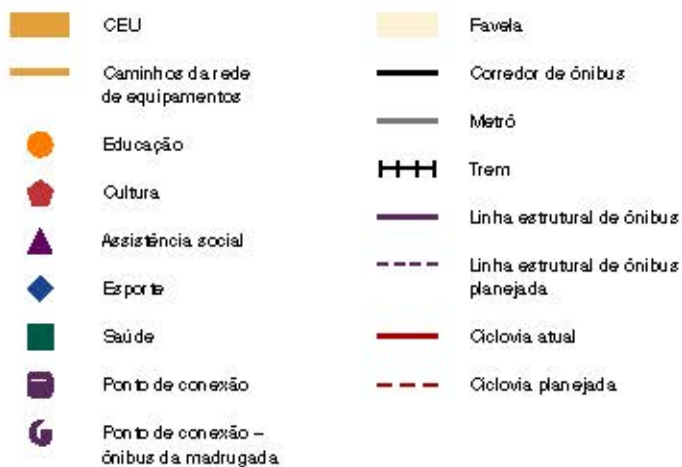 CEU
Caminhos da rede
de equipamentos
Educação
Cultura
Assistência social
Esporte
Saúde
Ponto de conexão
Ponto de conexão –
ônibus da madrugada
Favela
Corredor de ônibus
Metrô
Trem
Linha estrutural de ônibus
Linha estrutural de ônibus
planejada
Ciclovia atual
Ciclovia planejada